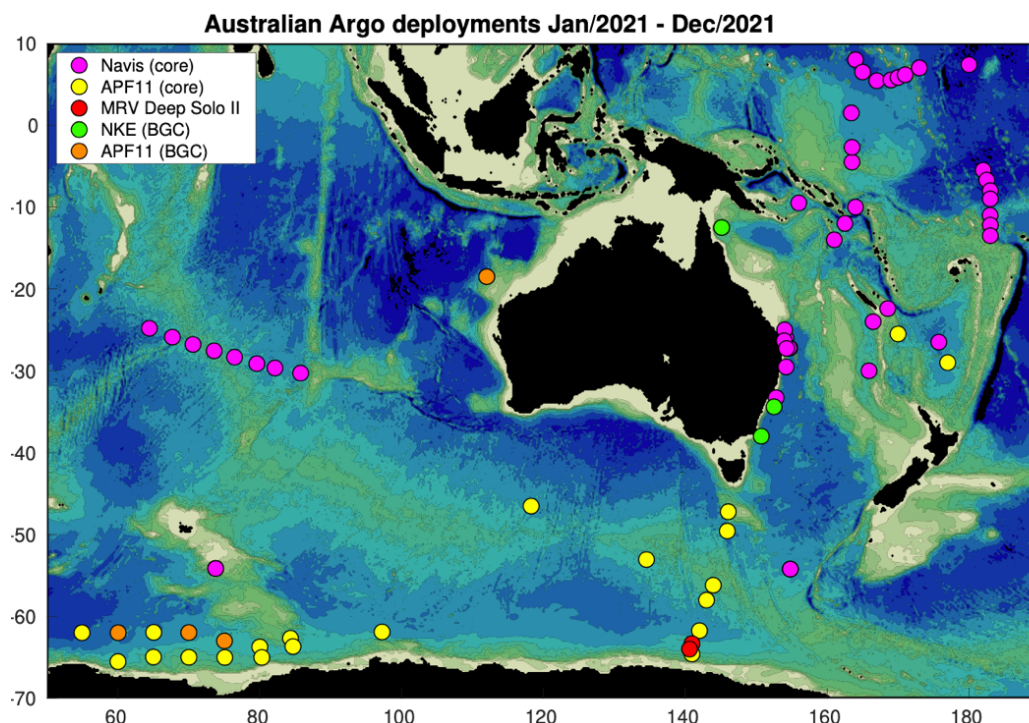 Australian Argo deployments Jan/2021 - Dec/2021
10
Navis (core)
APF11 (core)
MRV Deep Solo II
NKE (BGC)
APF11 (BGC)
0
-10
-20
-30
-40
-50
-60
-70
60 80 100 120 140 160 180